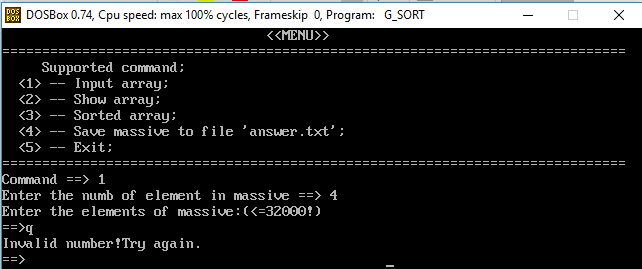 DOSBox 0.74, Cpu speed: max 100% cycles, Frameskip 0, Program: G_SORT
<<MENU>>
================================================================================
Supported command;
<1> -- Input array;
<2> -- Show array;
<3> -- Sorted array;
<4> -- Save massive to file 'answer.txt';
<5> -- Exit;
================================================================================
Command ==> 1
Enter the numb of element in massive ==> 4
Enter the elements of massive:(<=32000!)
==>q
Invalid number!Try again.
==>